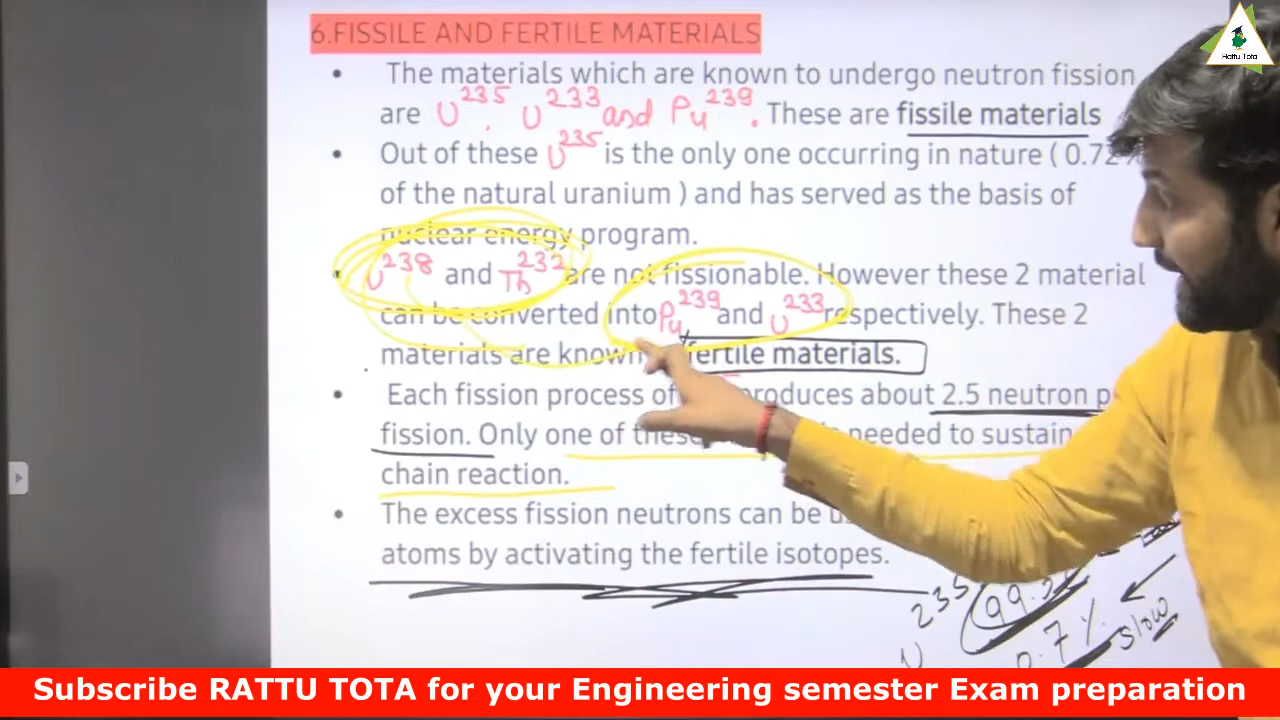 6.FISSILE AND FERTILE MATERIALS
Rattu Tota
• The materials which are known to undergo neutron fission
are U²³⁵, U²³³ and Pu²³⁹. These are fissile materials
• Out of these U²³⁵ is the only one occurring in nature ( 0.72
of the natural uranium ) and has served as the basis of
nuclear energy program.
• U²³⁸ and Th²³² are not fissionable. However these 2 material
can be converted into Pu²³⁹ and U²³³ respectively. These 2
materials are known fertile materials.
• Each fission process of produces about 2.5 neutron p
fission. Only one of these needed to sustain
chain reaction.
• The excess fission neutrons can be
atoms by activating the fertile isotopes.
U²³⁵ 99.2
0.7 % slow
Subscribe RATTU TOTA for your Engineering semester Exam preparation